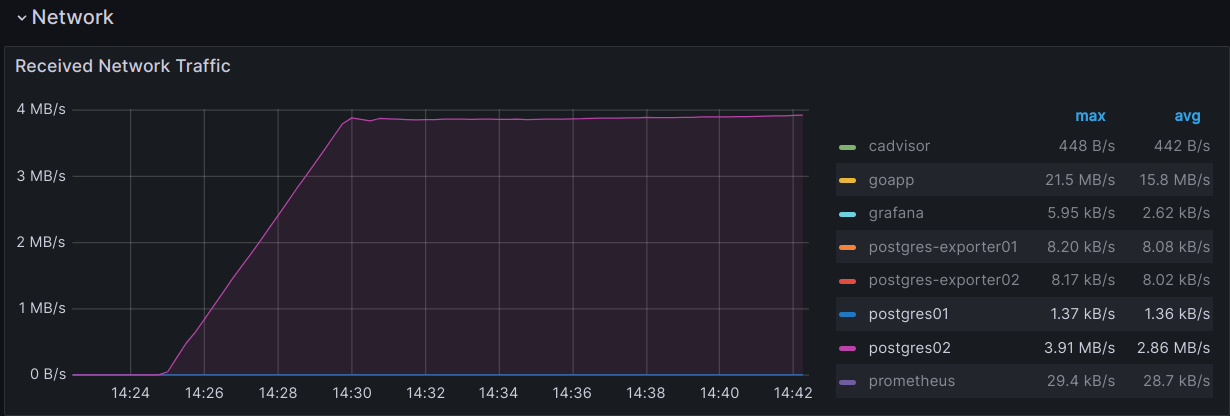 Network
Received Network Traffic
4 MB/s
3 MB/s
2 MB/s
1 MB/s
0 B/s
14:24 14:26 14:28 14:30 14:32 14:34 14:36 14:38 14:40 14:42
max avg
cadvisor 448 B/s 442 B/s
goapp 21.5 MB/s 15.8 MB/s
grafana 5.95 kB/s 2.62 kB/s
postgres-exporter01 8.20 kB/s 8.08 kB/s
postgres-exporter02 8.17 kB/s 8.02 kB/s
postgres01 1.37 kB/s 1.36 kB/s
postgres02 3.91 MB/s 2.86 MB/s
prometheus 29.4 kB/s 28.7 kB/s